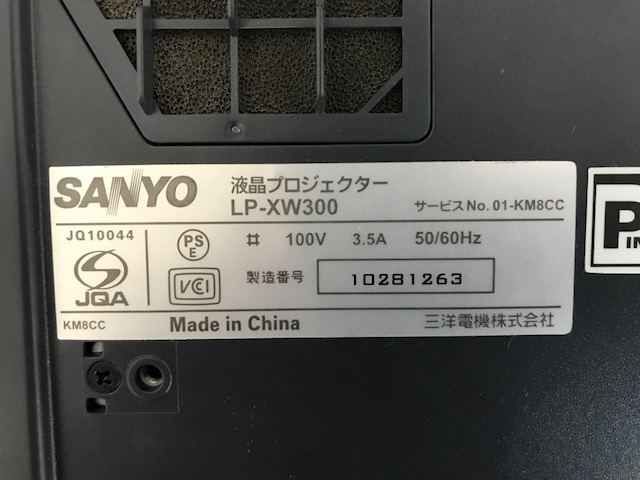 SANYO
液晶プロジェクター
LP-XW300
サービスNo. 01-KM8CC
JQ10044
PS
E
100V 3.5A 50/60Hz
JQA
VCI
製造番号 10281263
KM8CC
Made in China
三洋電機株式会社
P
IN